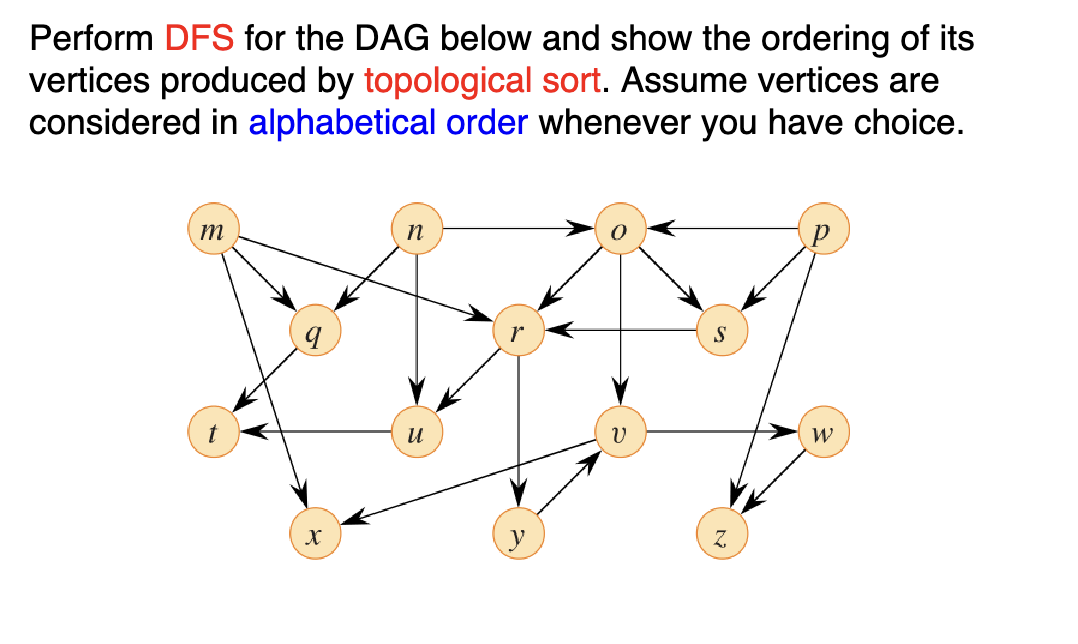 Perform DFS for the DAG below and show the ordering of its
vertices produced by topological sort. Assume vertices are
considered in alphabetical order whenever you have choice.
m n o p
q r s
t u v w
x y z